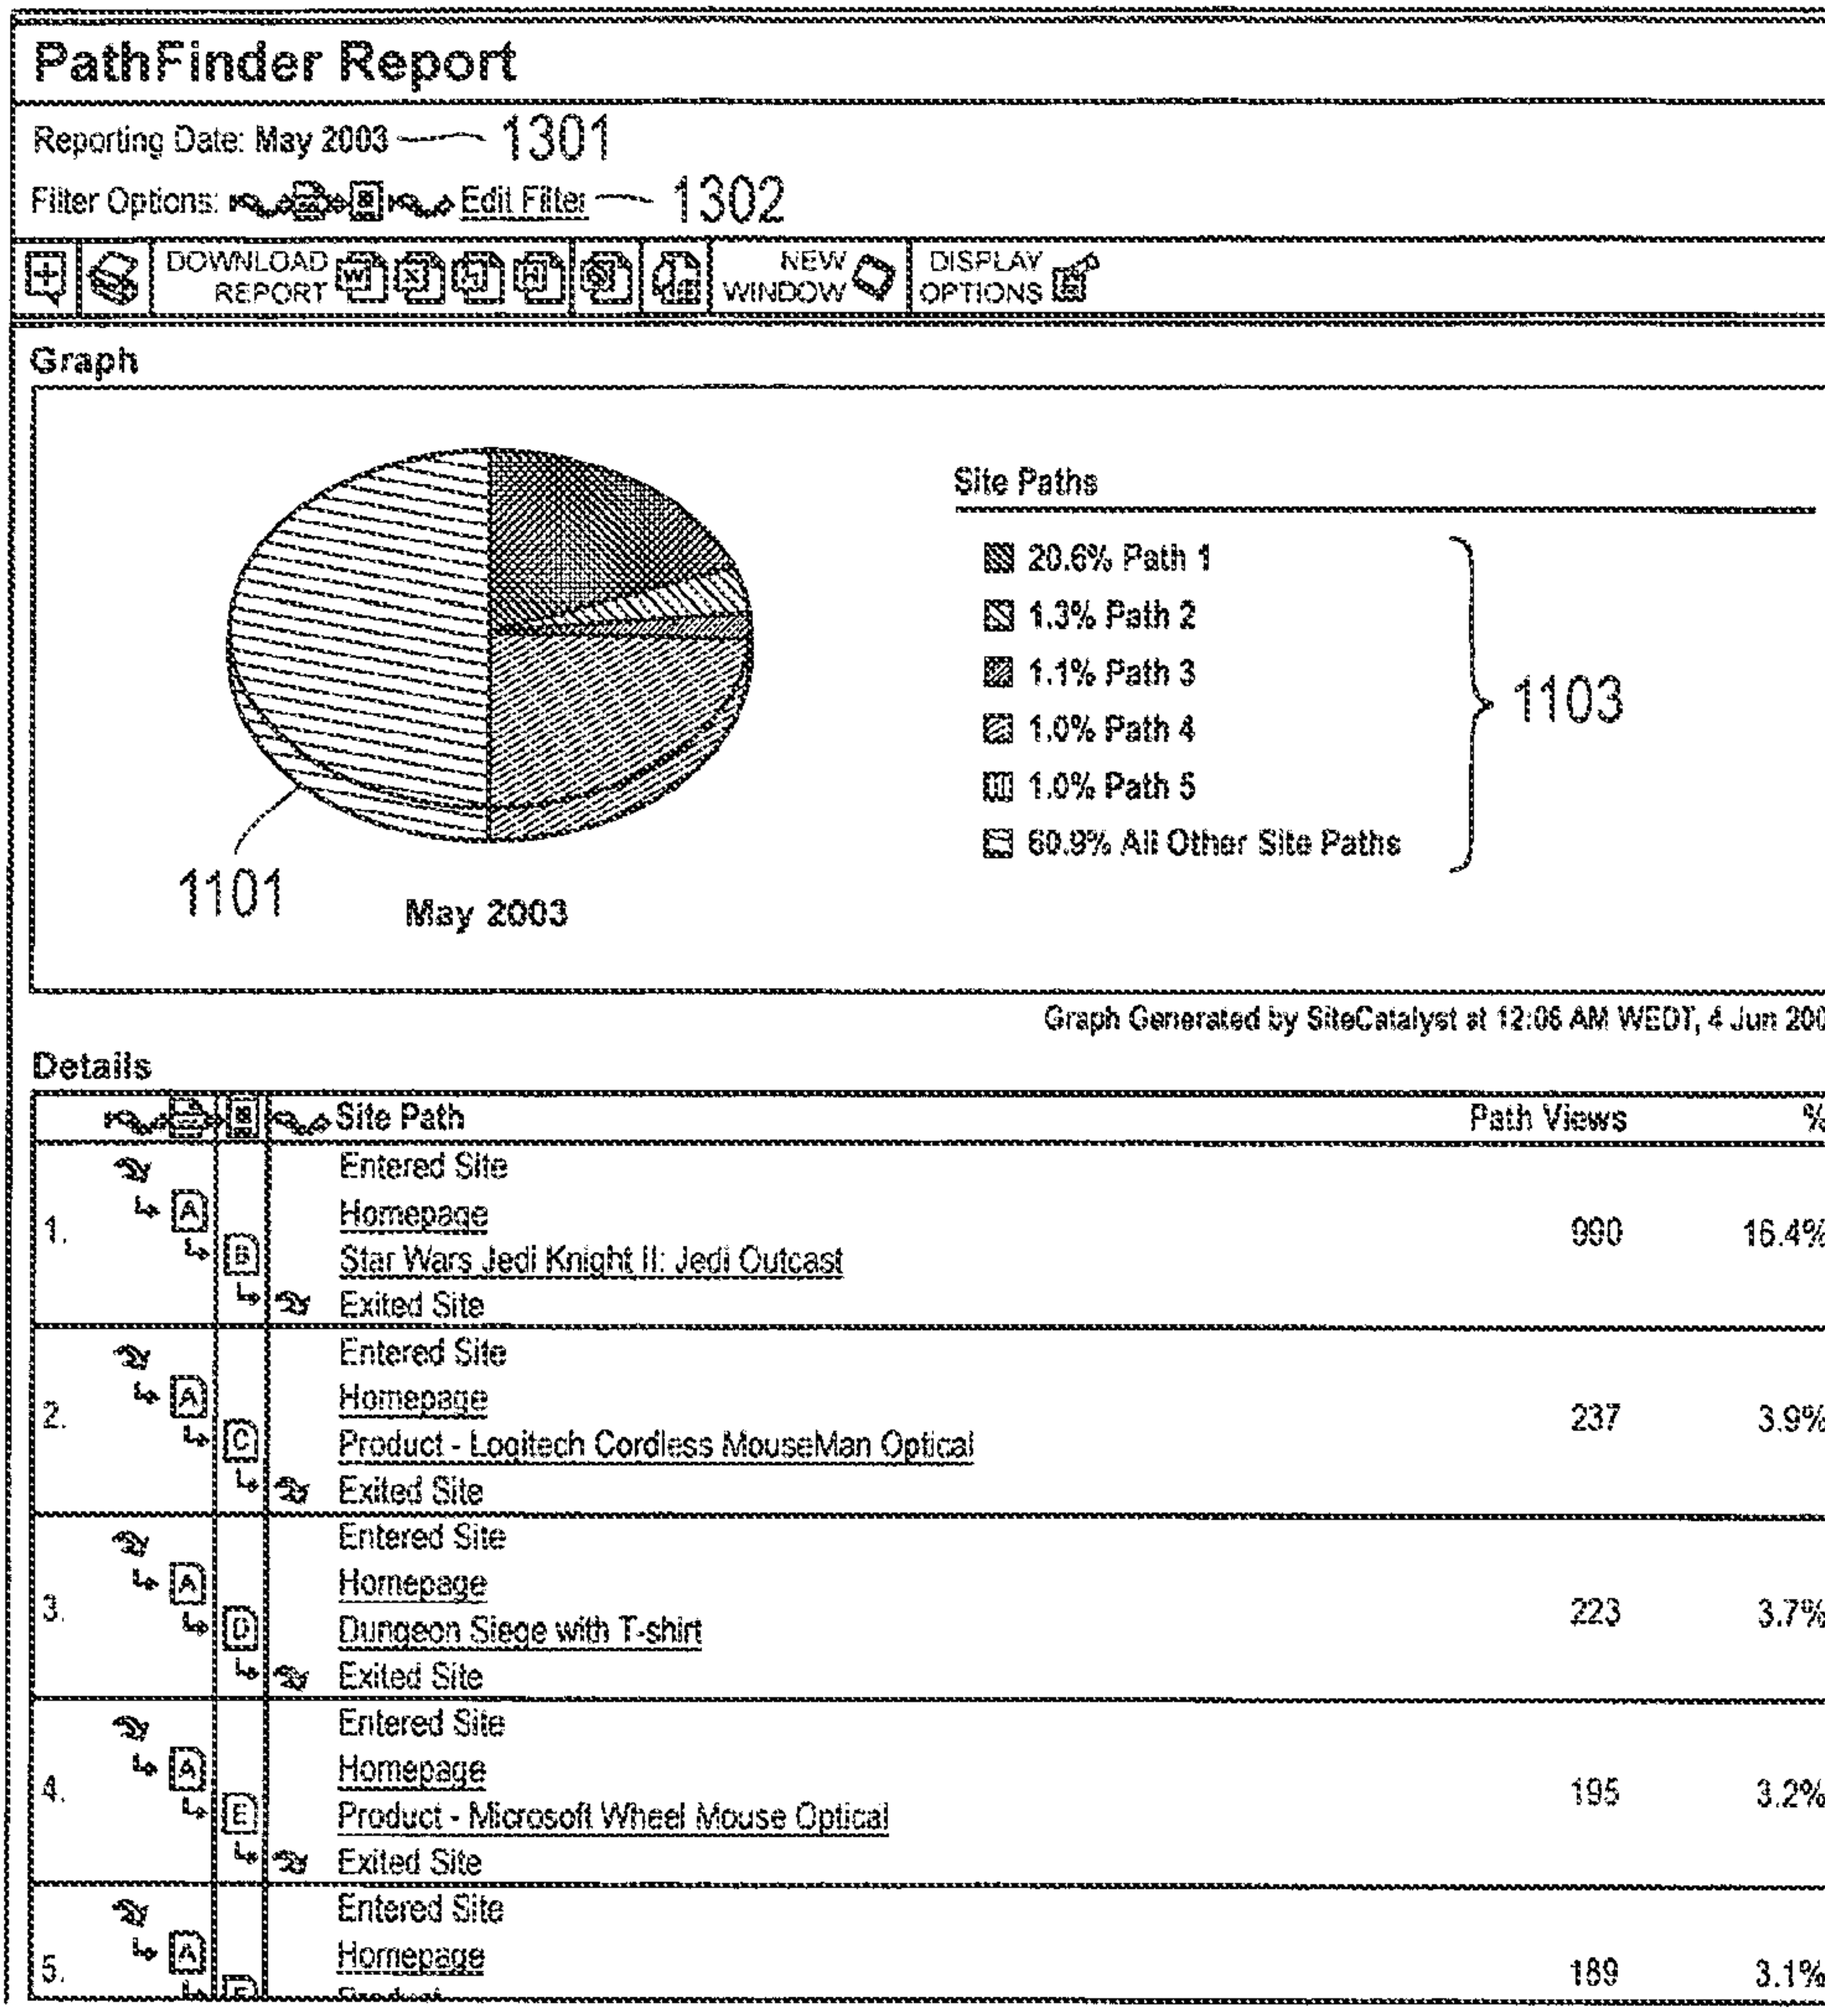 PathFinder Report
Reporting Date: May 2003 1301
Filter Options: Edit Filter 1302
DOWNLOAD REPORT W X H NEW WINDOW DISPLAY OPTIONS
Graph
Site Paths
20.6% Path 1
1.3% Path 2
1.1% Path 3
1.0% Path 4
1.0% Path 5
60.9% All Other Site Paths
1103
1101
May 2003
Graph Generated by SiteCatalyst at 12:06 AM WEDT, 4 Jun 200
Details
Site Path Path Views %
Entered Site
A Homepage
1. 990 16.4%
B Star Wars Jedi Knight II: Jedi Outcast
Exited Site
Entered Site
A Homepage
2. 237 3.9%
C Product - Logitech Cordless MouseMan Optical
Exited Site
Entered Site
A Homepage
3. 223 3.7%
D Dungeon Siege with T-shirt
Exited Site
Entered Site
A Homepage
4. 195 3.2%
E Product - Microsoft Wheel Mouse Optical
Exited Site
Entered Site
A Homepage
5. 189 3.1%